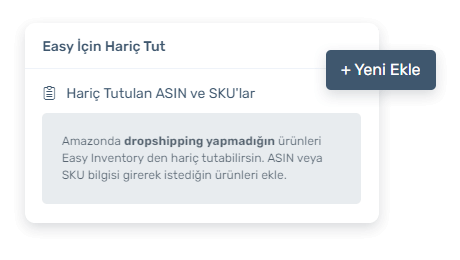 Easy İçin Hariç Tut
+ Yeni Ekle
Hariç Tutulan ASIN ve SKU'lar
Amazonda dropshipping yapmadığın ürünleri
Easy Inventory den hariç tutabilirsin. ASIN veya
SKU bilgisi girerek istediğin ürünleri ekle.